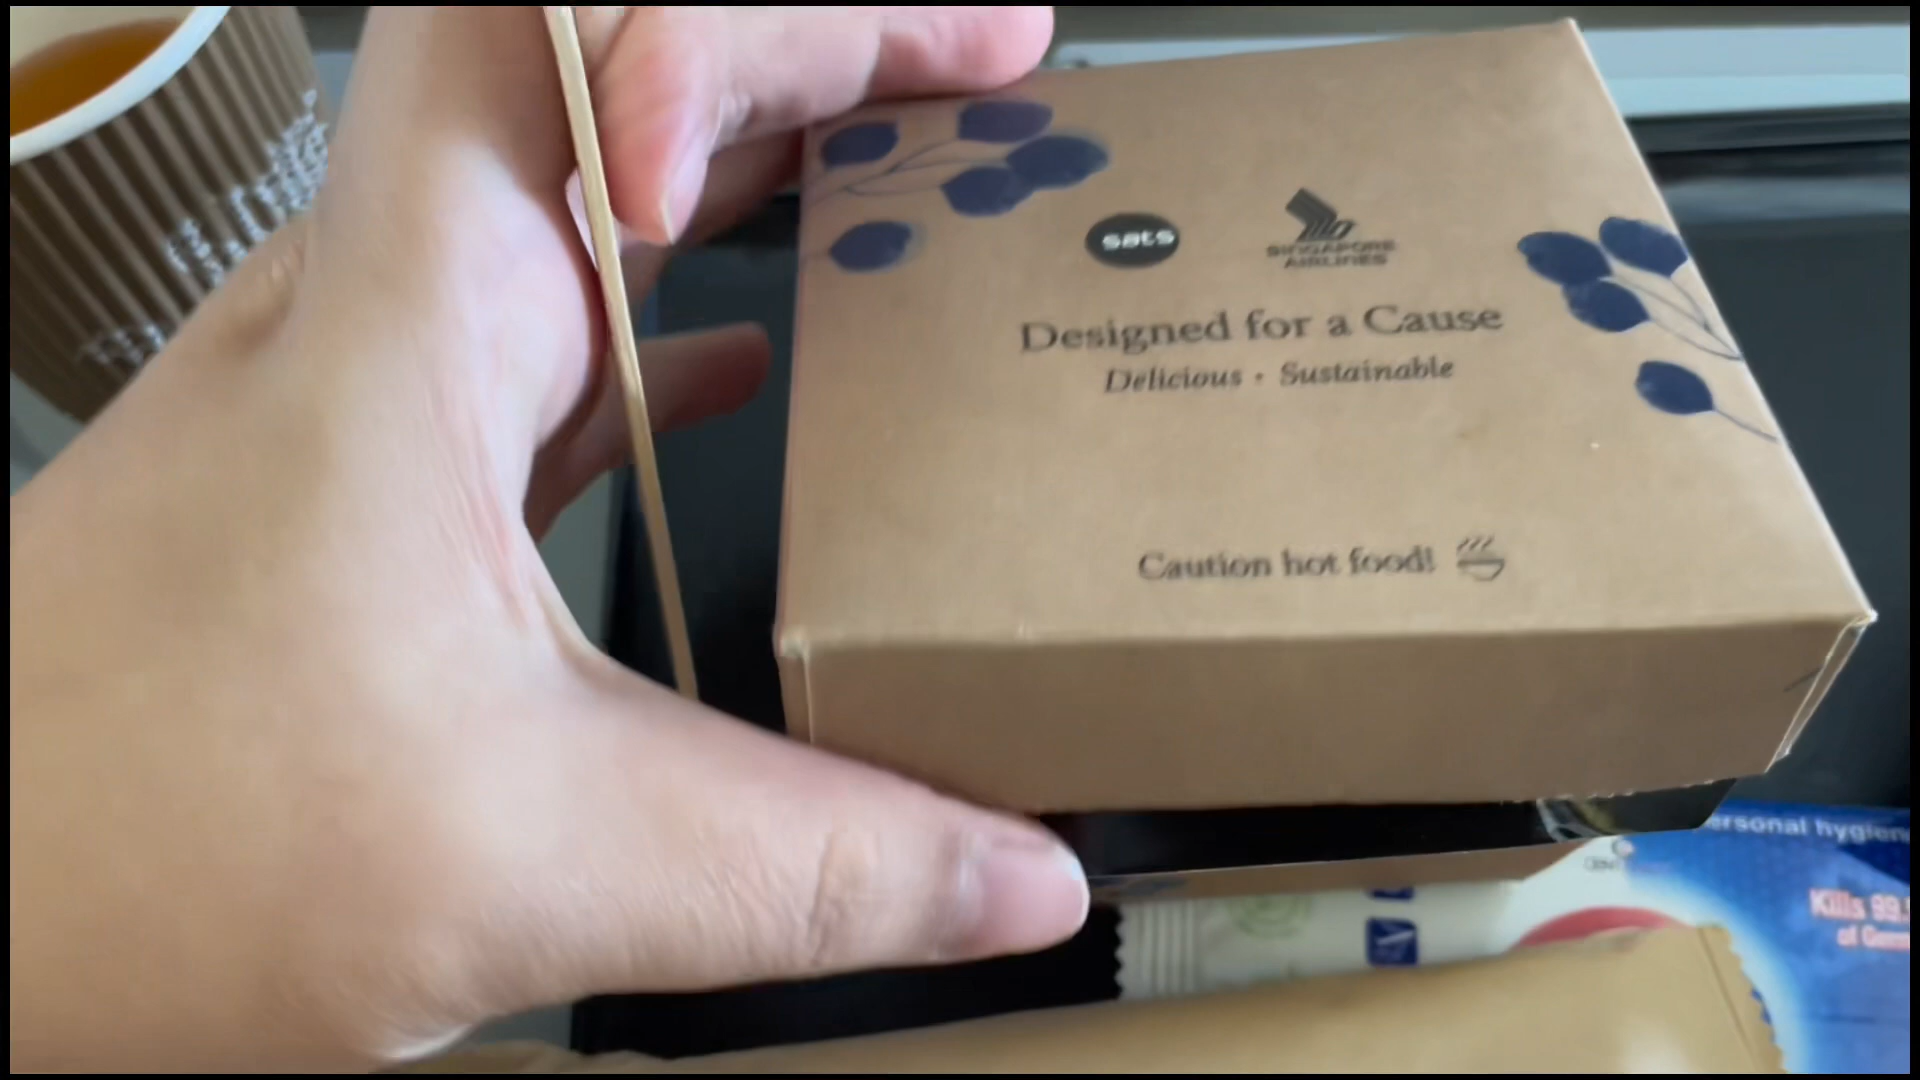 sats
SINGAPORE
AIRLINES
Designed for a Cause
Delicious • Sustainable
Caution hot food!
ersonal hygien
Kills 99.
of Germ